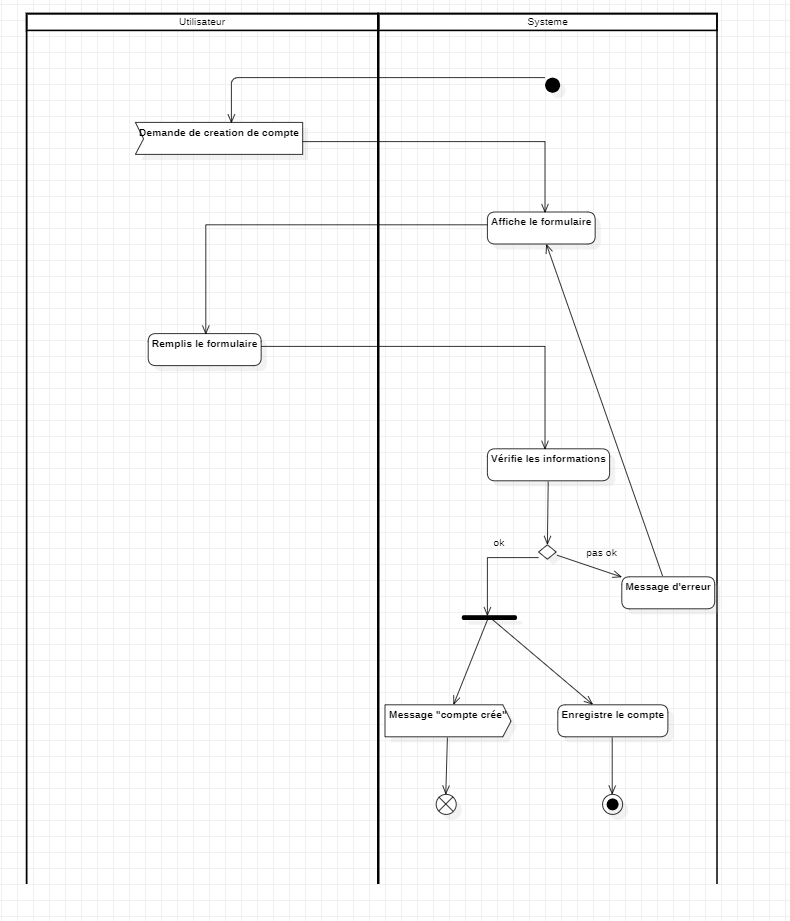 Utilisateur
Systeme
Demande de creation de compte
Affiche le formulaire
Remplis le formulaire
Vérifie les informations
ok
pas ok
Message d'erreur
Message "compte crée"
Enregistre le compte